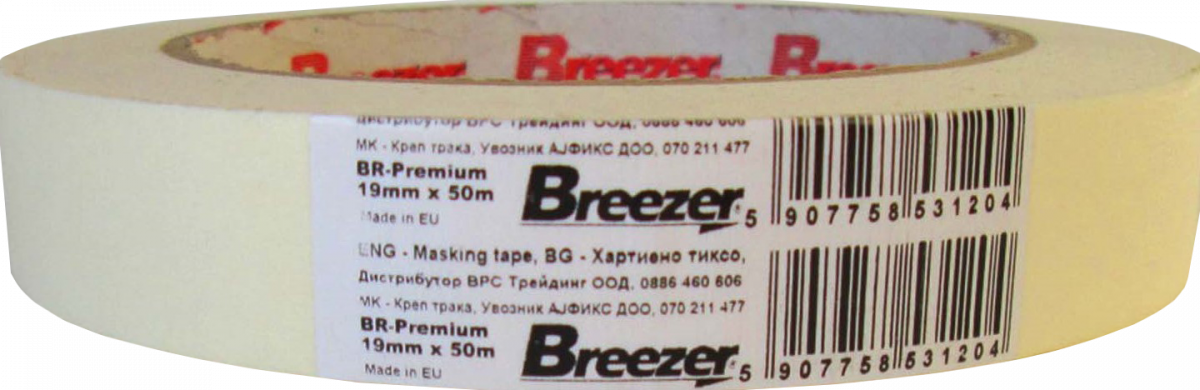 Breezer Breezer Breezer
Дистрибутор ВРС Трейдинг ООД, 0886 460 606
МК - Креп трака, Увозник АЈФИКС ДОО, 070 211 477
BR-Premium
19mm x 50m
Made in EU
Breezer
5 907758 531204
ENG - Masking tape, BG - Хартиено тиксо,
Дистрибутор ВРС Трейдинг ООД, 0886 460 606
МК - Креп трака, Увозник АЈФИКС ДОО, 070 211 477
BR-Premium
19mm x 50m
Made in EU
Breezer
5 907758 531204